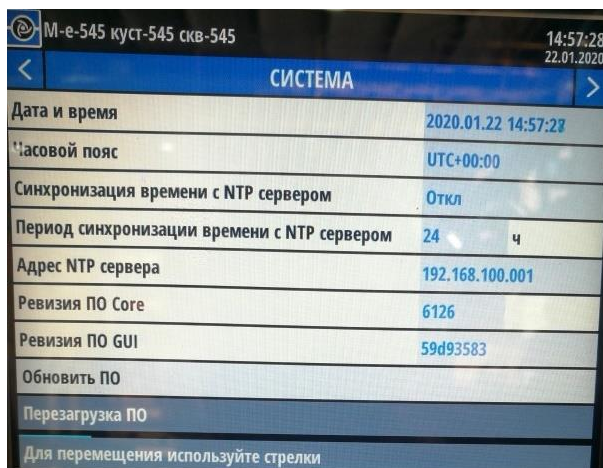 М-е-545 куст-545 скв-545
14:57:28
22.01.2020
СИСТЕМА
Дата и время 2020.01.22 14:57:27
Часовой пояс UTC+00:00
Синхронизация времени с NTP сервером Откл
Период синхронизации времени с NTP сервером 24 ч
Адрес NTP сервера 192.168.100.001
Ревизия ПО Core 6126
Ревизия ПО GUI 59d93583
Обновить ПО
Перезагрузка ПО
Для перемещения используйте стрелки